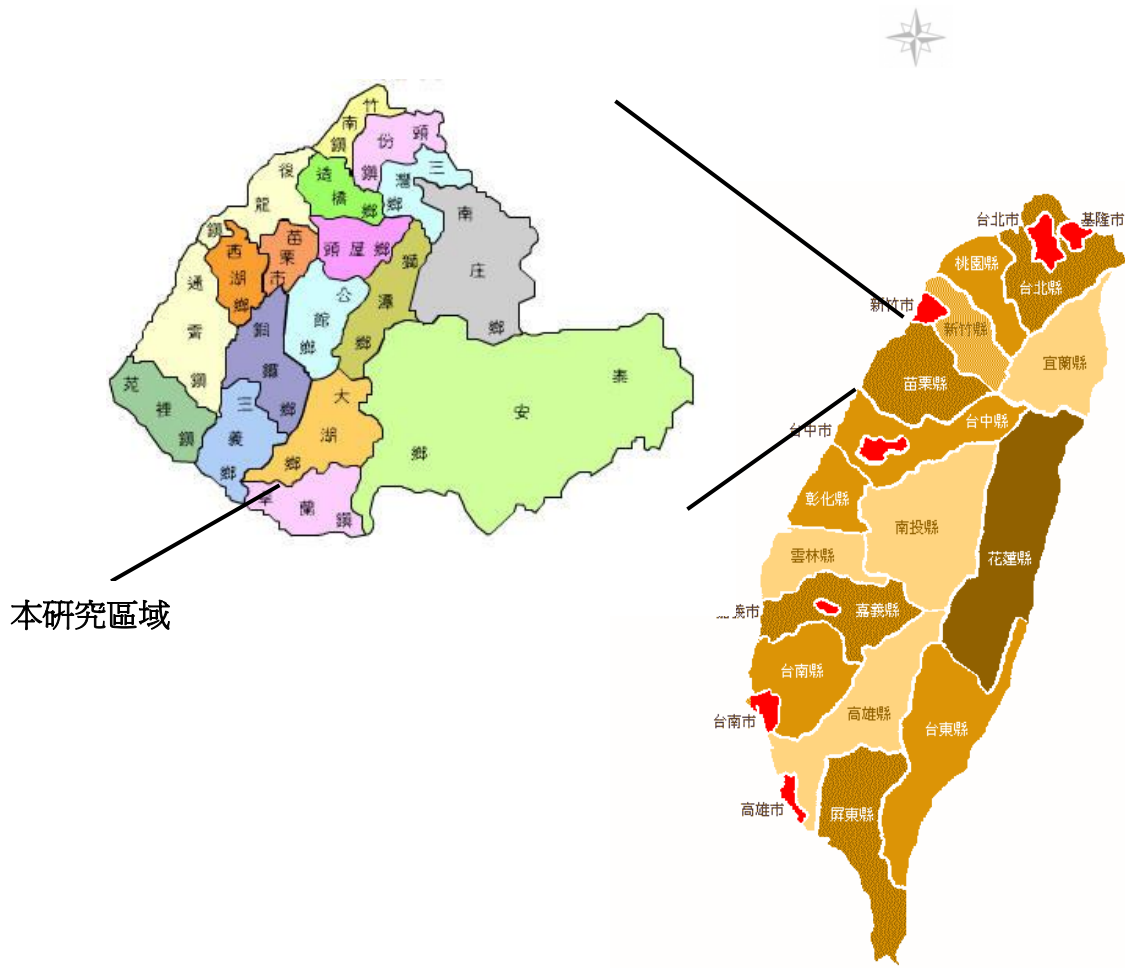 竹南鎮
頭份鎮
後龍鎮
造橋鄉
三灣鄉
南庄鄉
西湖鄉
苗栗市
頭屋鄉
獅潭鄉
通霄鎮
公館鄉
銅鑼鄉
泰安鄉
苑裡鎮
三義鄉
大湖鄉
卓蘭鎮
本研究區域
台北市
基隆市
桃園縣
台北縣
新竹市
新竹縣
宜蘭縣
苗栗縣
台中市
台中縣
彰化縣
南投縣
雲林縣
花蓮縣
嘉義市
嘉義縣
台南縣
台南市
高雄縣
台東縣
高雄市
屏東縣